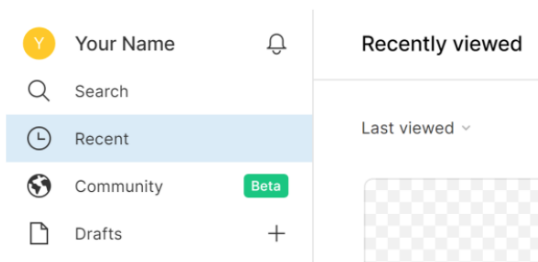 Y Your Name
Search
Recent
Community Beta
Drafts
Recently viewed
Last viewed